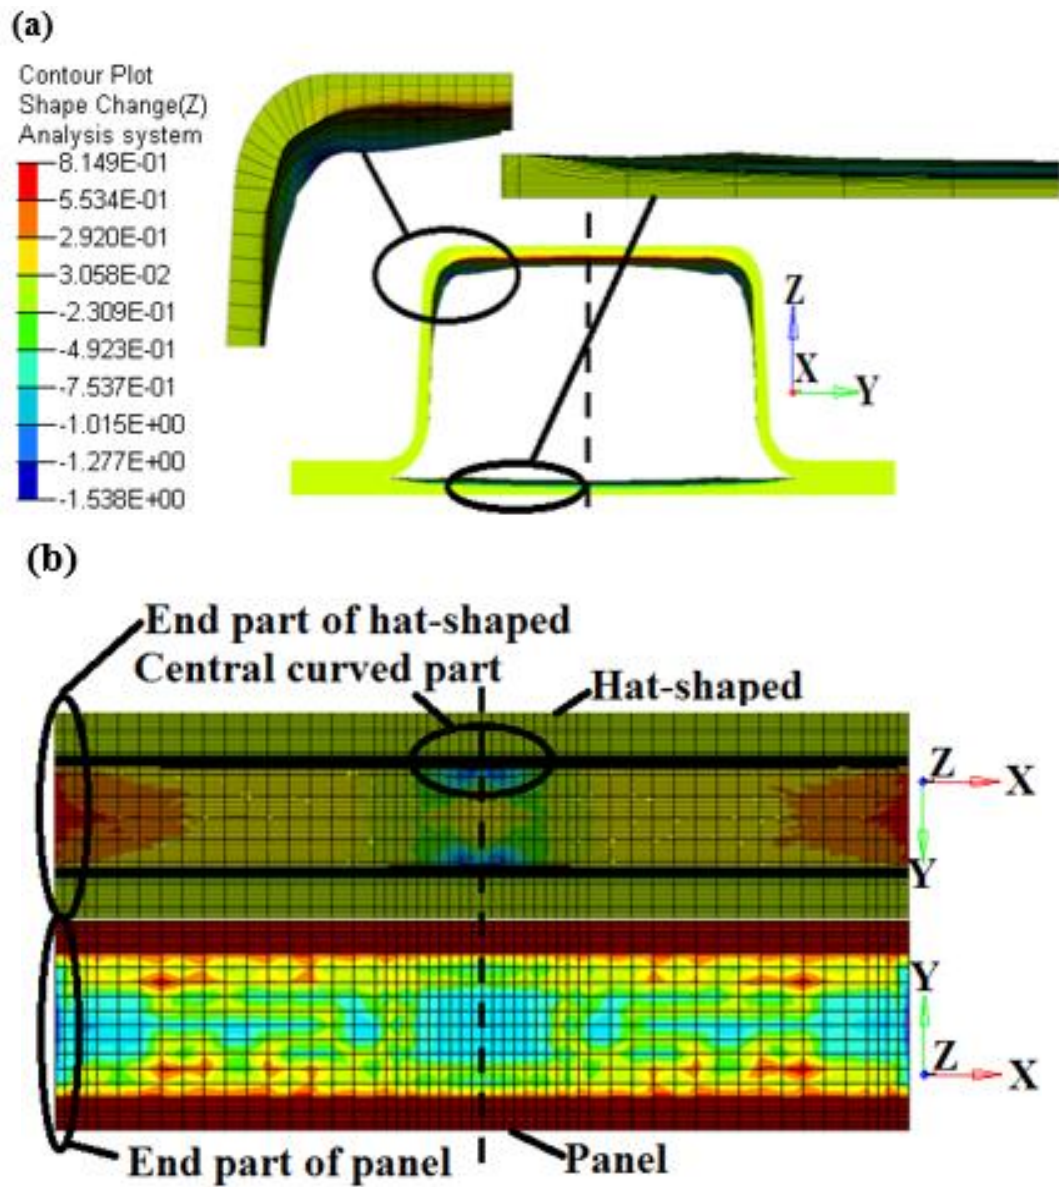 (a)
Contour Plot
Shape Change(Z)
Analysis system
8.149E-01
5.534E-01
2.920E-01
3.058E-02
-2.309E-01
-4.923E-01
-7.537E-01
-1.015E+00
-1.277E+00
-1.538E+00
Z
X
Y
(b)
End part of hat-shaped
Central curved part
Hat-shaped
Z
X
Y
Y
Z
X
End part of panel
Panel